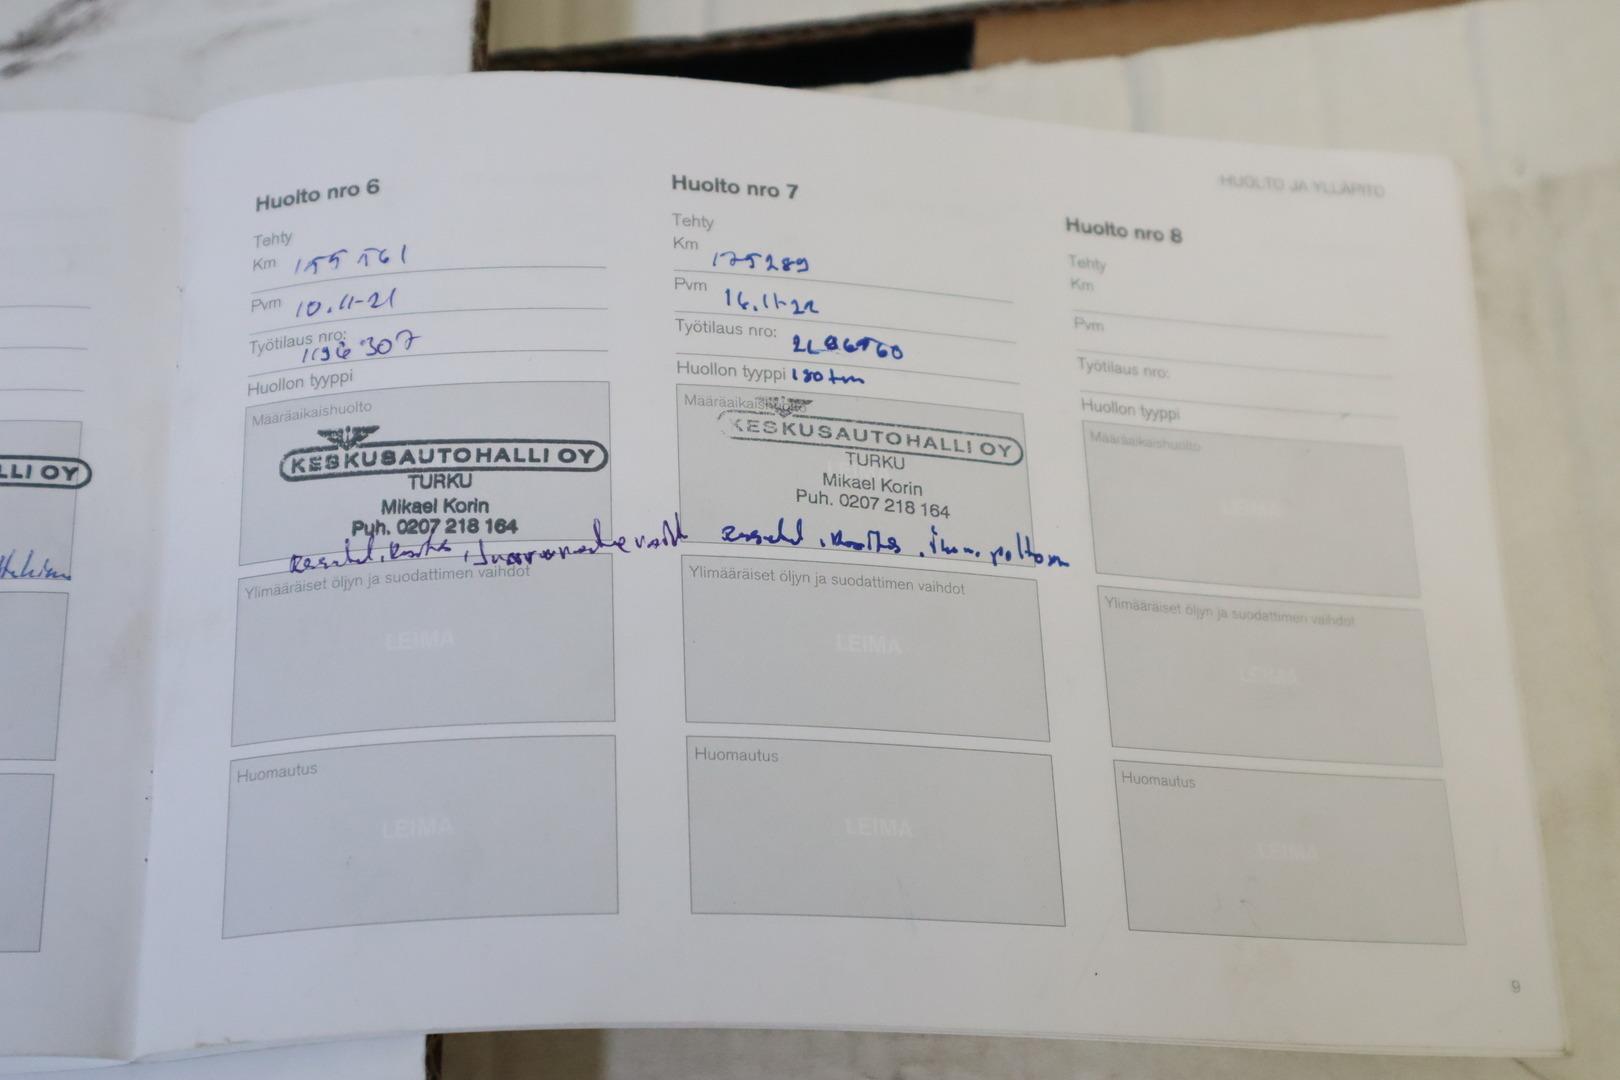 HUOLTO JA YLLÄPITO
Huolto nro 6
Tehty
Km 155 561
Pvm 10.11-21
Työtilaus nro:
1196 307
Huollon tyyppi
Määräaikaishuolto
KESKUSAUTOHALLI OY
TURKU
Mikael Korin
Puh. 0207 218 164
Ylimääräiset öljyn ja suodattimen vaihdot
LEIMA
Huomautus
LEIMA
Huolto nro 7
Tehty
Km 175289
Pvm 16.11-22
Työtilaus nro:
Huollon tyyppi 180tkm
Määräaikaishuolto
KESKUSAUTOHALLI OY
TURKU
Mikael Korin
Puh. 0207 218 164
Ylimääräiset öljyn ja suodattimen vaihdot
LEIMA
Huomautus
LEIMA
Huolto nro 8
Tehty
Km
Pvm
Työtilaus nro:
Huollon tyyppi
Määräaikaishuolto
LEIMA
Ylimääräiset öljyn ja suodattimen vaihdot
LEIMA
Huomautus
LEIMA
LLI OY
9